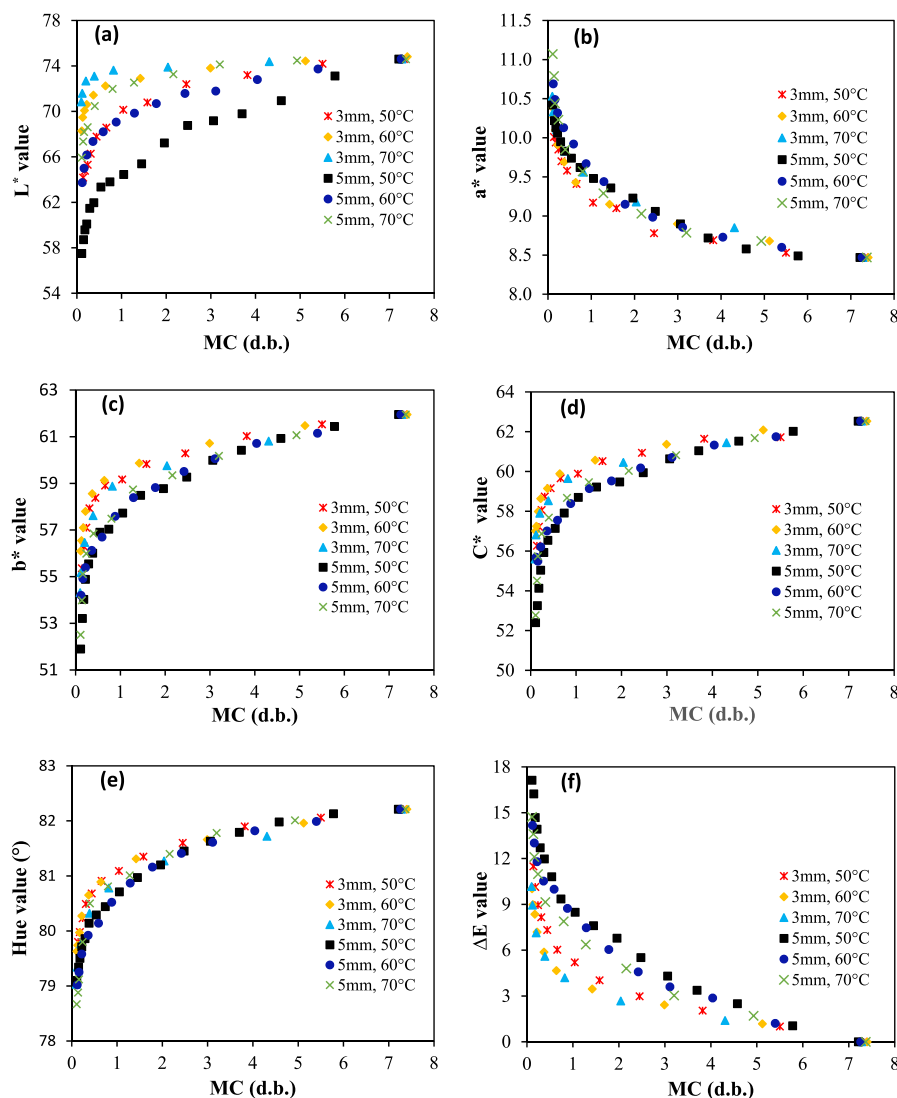 (a)
L* value
78
74
70
66
62
58
54
0 1 2 3 4 5 6 7 8
MC (d.b.)
3mm, 50°C
3mm, 60°C
3mm, 70°C
5mm, 50°C
5mm, 60°C
5mm, 70°C
(b)
a* value
11.5
11.0
10.5
10.0
9.5
9.0
8.5
8.0
0 1 2 3 4 5 6 7 8
MC (d.b.)
3mm, 50°C
3mm, 60°C
3mm, 70°C
5mm, 50°C
5mm, 60°C
5mm, 70°C
(c)
b* value
63
61
59
57
55
53
51
0 1 2 3 4 5 6 7 8
MC (d.b.)
3mm, 50°C
3mm, 60°C
3mm, 70°C
5mm, 50°C
5mm, 60°C
5mm, 70°C
(d)
C* value
64
62
60
58
56
54
52
50
0 1 2 3 4 5 6 7 8
MC (d.b.)
3mm, 50°C
3mm, 60°C
3mm, 70°C
5mm, 50°C
5mm, 60°C
5mm, 70°C
(e)
Hue value (°)
83
82
81
80
79
78
0 1 2 3 4 5 6 7 8
MC (d.b.)
3mm, 50°C
3mm, 60°C
3mm, 70°C
5mm, 50°C
5mm, 60°C
5mm, 70°C
(f)
ΔE value
18
15
12
9
6
3
0
0 1 2 3 4 5 6 7 8
MC (d.b.)
3mm, 50°C
3mm, 60°C
3mm, 70°C
5mm, 50°C
5mm, 60°C
5mm, 70°C